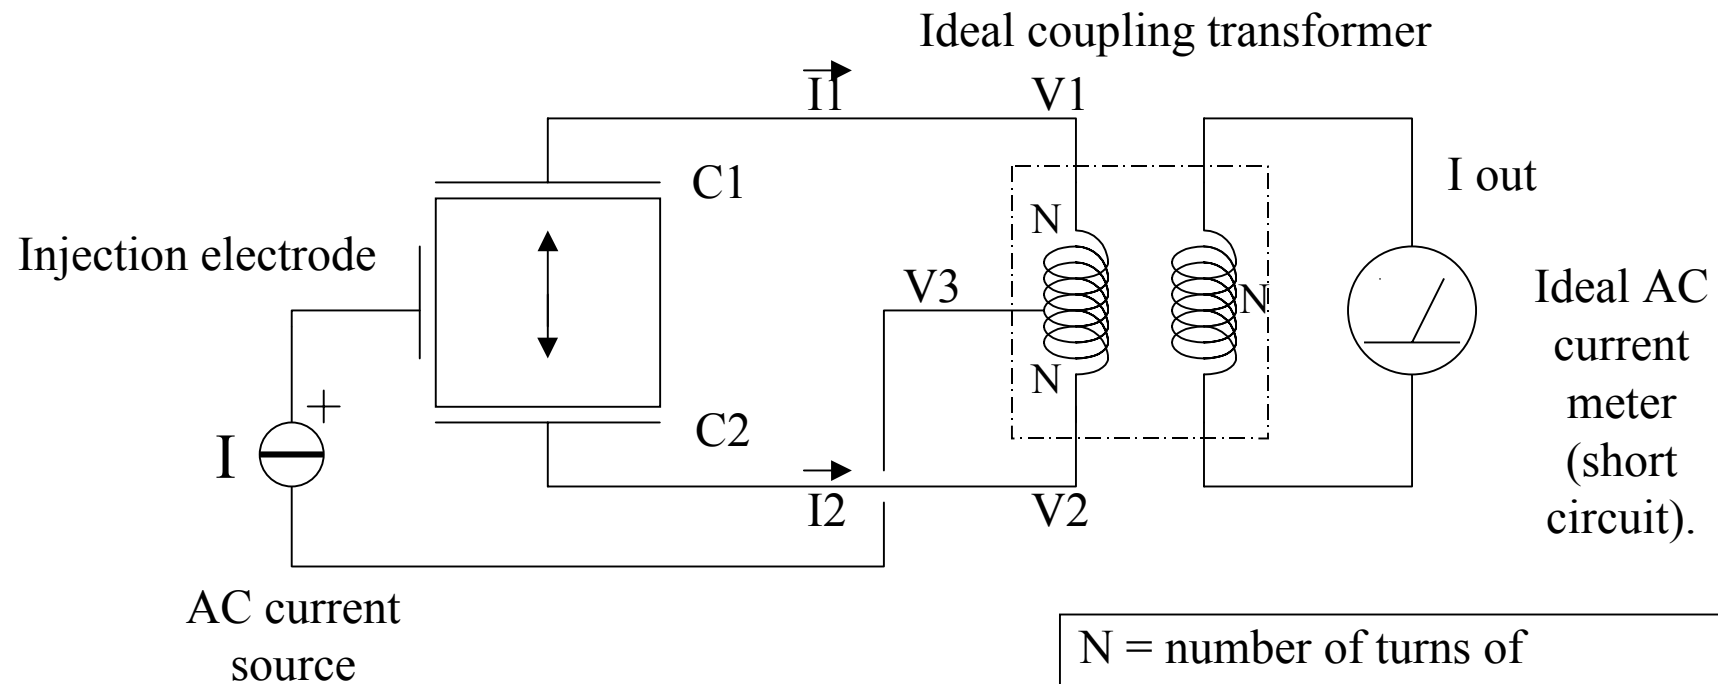 Ideal coupling transformer
I1
V1
C1
I out
N
Injection electrode
V3
N
Ideal AC
current
meter
(short
circuit).
N
+
I
C2
I2
V2
AC current
source
N = number of turns of